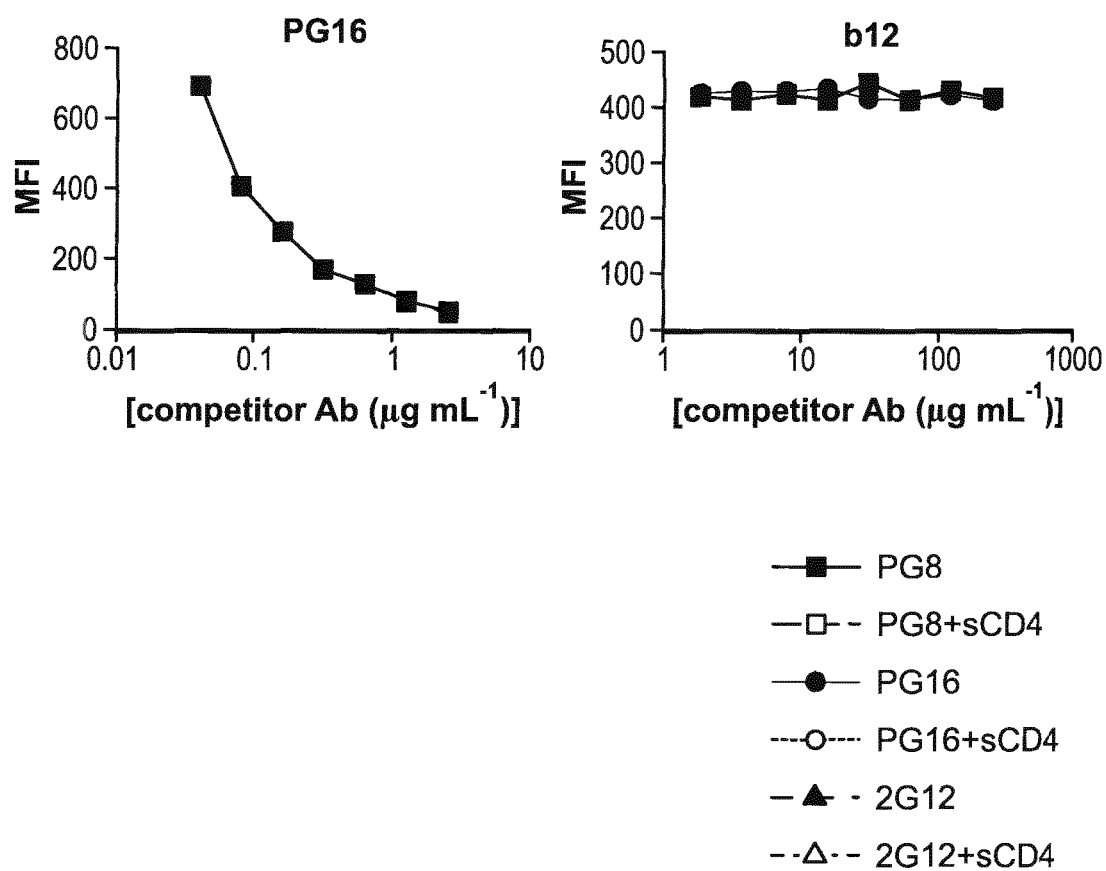 PG16
800
600
400
200
0
MFI
0.01 0.1 1 10
[competitor Ab (µg mL⁻¹)]
b12
500
400
300
200
100
0
MFI
1 10 100 1000
[competitor Ab (µg mL⁻¹)]
PG8
PG8+sCD4
PG16
PG16+sCD4
2G12
2G12+sCD4